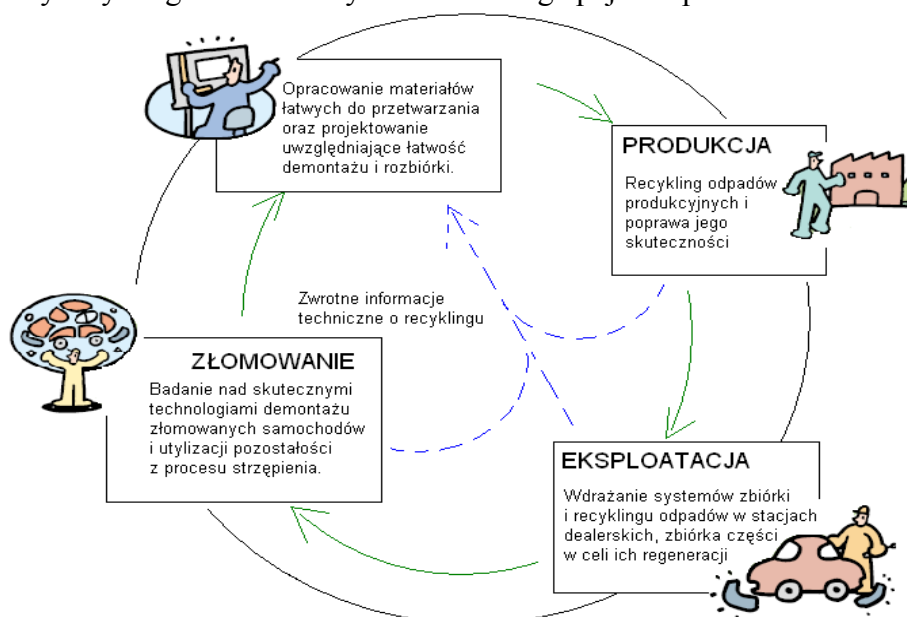 Opracowanie materiałów
łatwych do przetwarzania
oraz projektowanie
uwzględniające łatwość
demontażu i rozbiórki.
PRODUKCJA
Recykling odpadów
produkcyjnych i
poprawa jego
skuteczności
Zwrotne informacje
techniczne o recyklingu
ZŁOMOWANIE
Badanie nad skutecznymi
technologiami demontażu
złomowanych samochodów
i utylizacji pozostałości
z procesu strzępienia.
EKSPLOATACJA
Wdrażanie systemów zbiórki
i recyklingu odpadów w stacjach
dealerskich, zbiórka części
w celi ich regeneracji